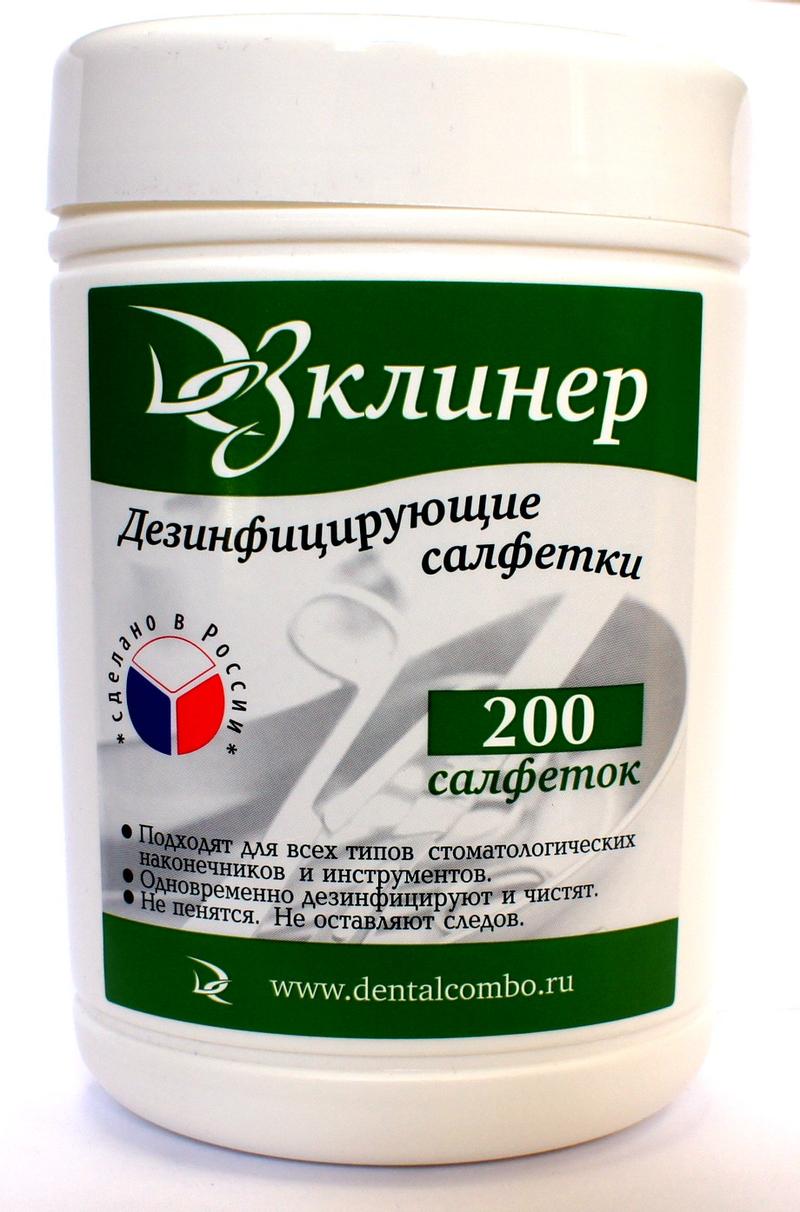 Дезклинер
Дезинфицирующие
салфетки
* сделано в России *
200
салфеток
• Подходят для всех типов стоматологических
наконечников и инструментов.
• Одновременно дезинфицируют и чистят.
• Не пенятся. Не оставляют следов.
www.dentalcombo.ru